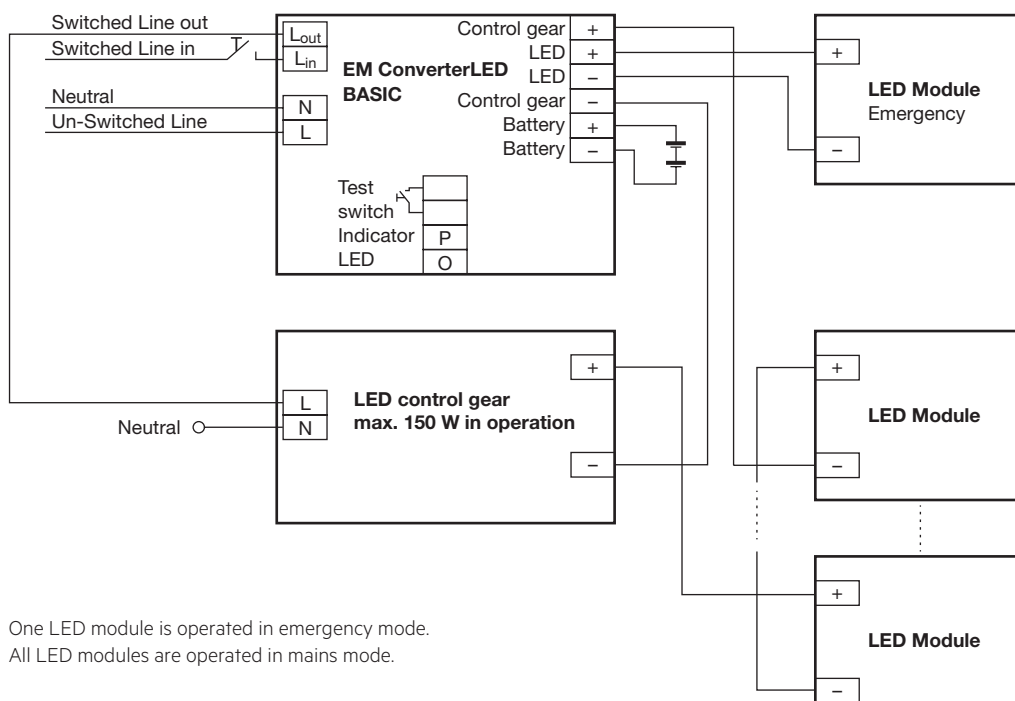 Switched Line out
Switched Line in
Neutral
Un-Switched Line
Lout
Lin
N
L
EM ConverterLED
BASIC
Control gear +
LED +
LED –
Control gear –
Battery +
Battery –
Test
switch
Indicator P
LED O
+
LED Module
Emergency
–
Neutral
L
N
LED control gear
max. 150 W in operation
+
–
+
LED Module
–
+
LED Module
–
One LED module is operated in emergency mode.
All LED modules are operated in mains mode.